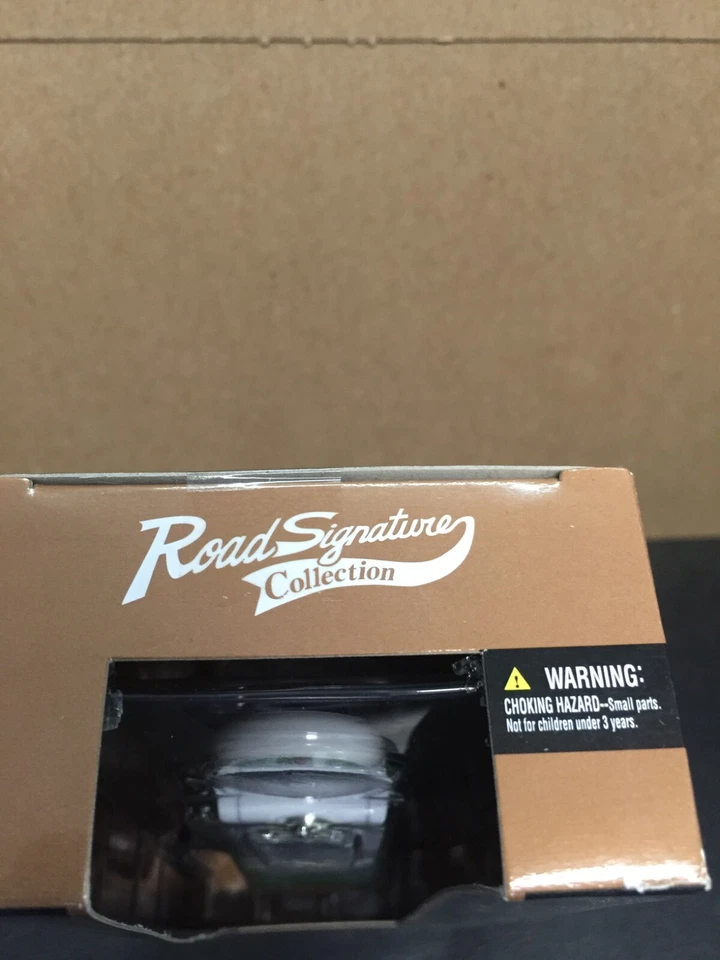 Road Signature
Collection
WARNING:
CHOKING HAZARD--Small parts.
Not for children under 3 years.